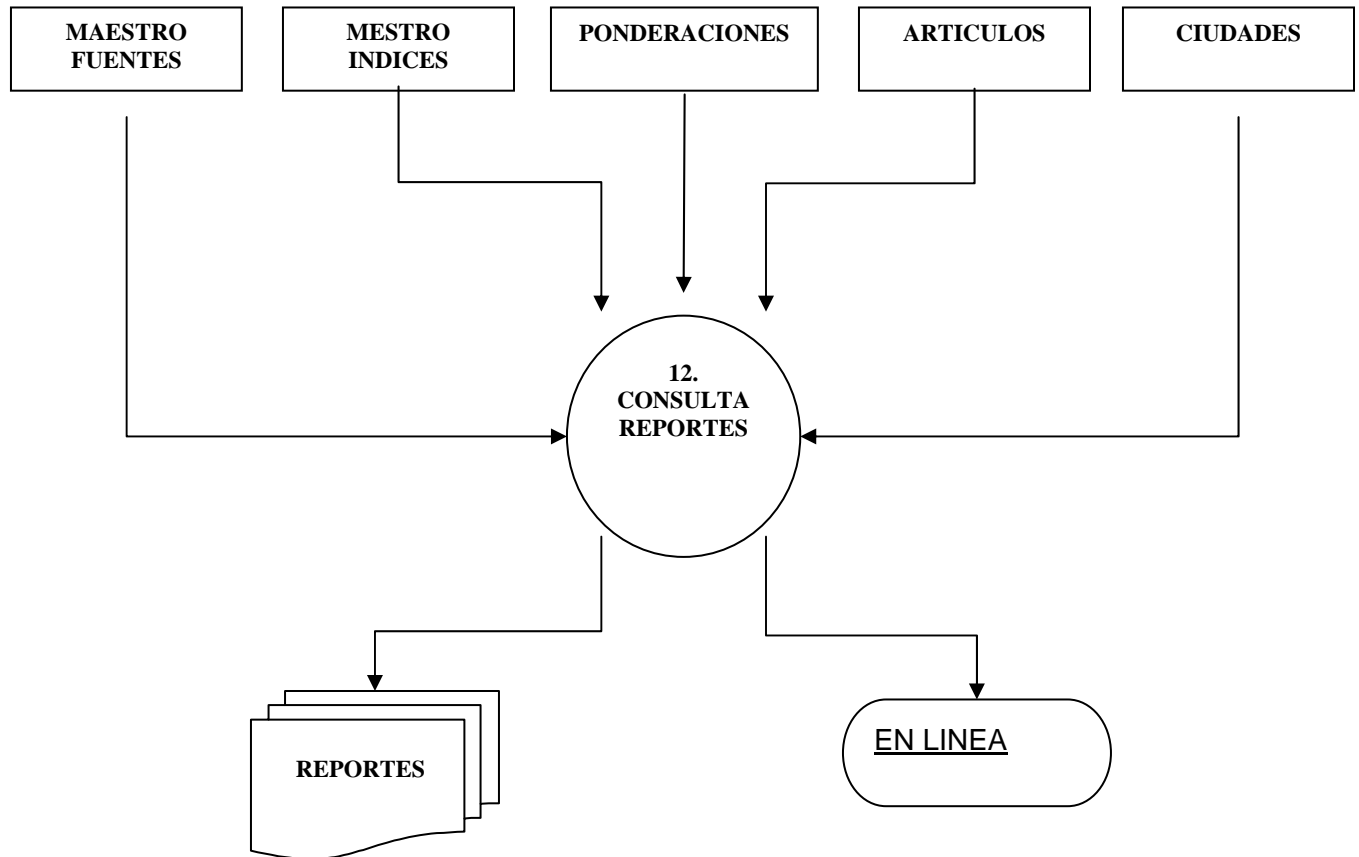 MAESTRO
FUENTES
MESTRO
INDICES
PONDERACIONES
ARTICULOS
CIUDADES
12.
CONSULTA
REPORTES
REPORTES
EN LINEA